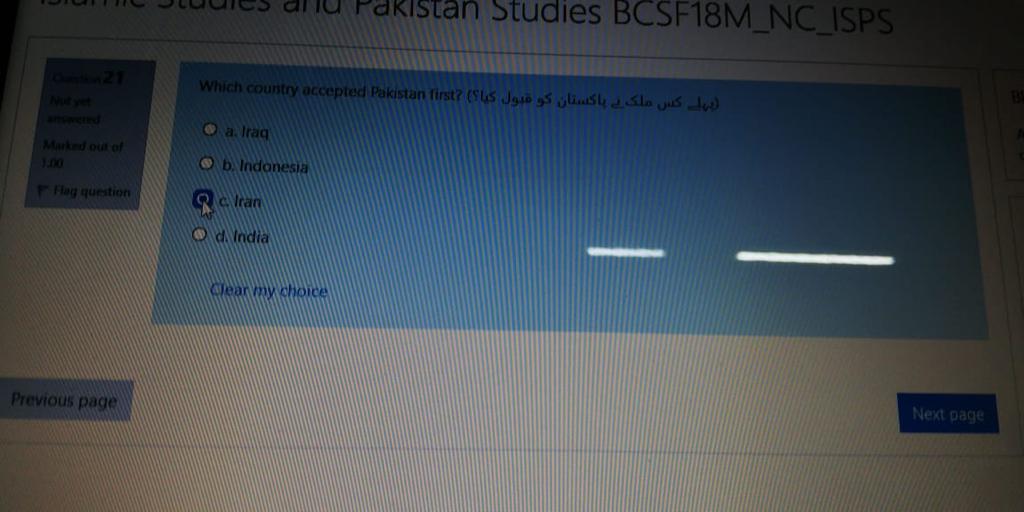 Islamic Studies and Pakistan Studies BCSF18M_NC_ISPS
Question 21
Not yet
answered
Marked out of
1.00
Flag question
Which country accepted Pakistan first? (پہلے کس ملک نے پاکستان کو قبول کیا؟)
a. Iraq
b. Indonesia
c. Iran
d. India
Clear my choice
Previous page
Next page